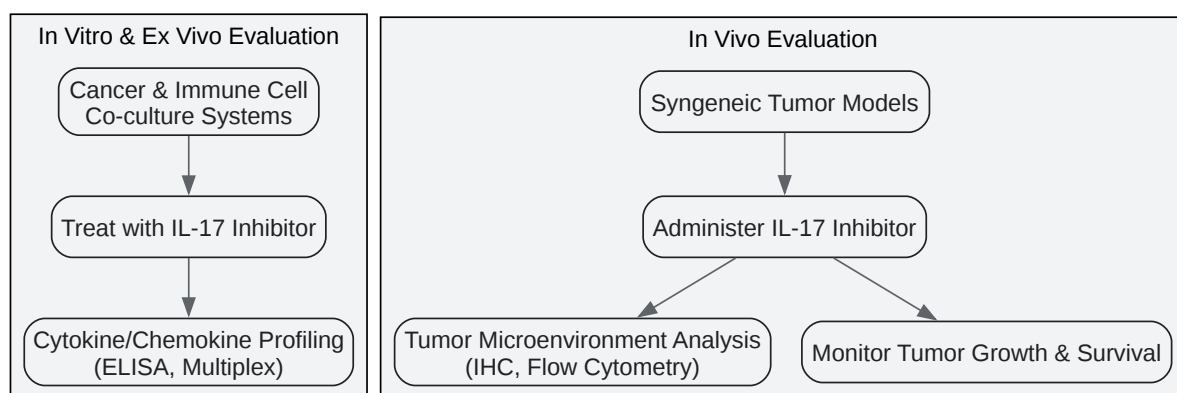 In Vitro & Ex Vivo Evaluation
Cancer & Immune Cell
Co-culture Systems
Treat with IL-17 Inhibitor
Cytokine/Chemokine Profiling
(ELISA, Multiplex)
In Vivo Evaluation
Syngeneic Tumor Models
Administer IL-17 Inhibitor
Tumor Microenvironment Analysis
(IHC, Flow Cytometry)
Monitor Tumor Growth & Survival